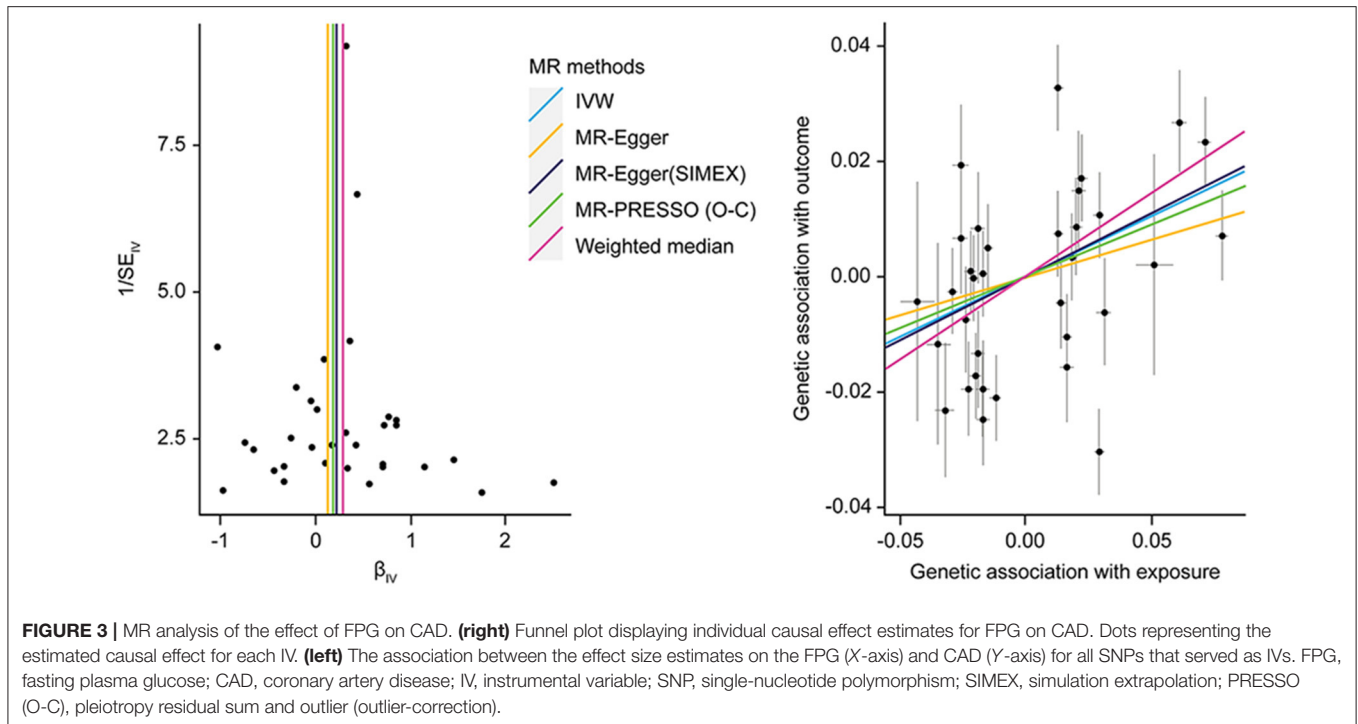 7.5
5.0
2.5
1/SE_IV
-1
0
1
2
β_IV
MR methods
IVW
MR-Egger
MR-Egger(SIMEX)
MR-PRESSO (O-C)
Weighted median
0.04
0.02
0.00
-0.02
-0.04
Genetic association with outcome
-0.05
0.00
0.05
Genetic association with exposure
FIGURE 3 | MR analysis of the effect of FPG on CAD. (right) Funnel plot displaying individual causal effect estimates for FPG on CAD. Dots representing the
estimated causal effect for each IV. (left) The association between the effect size estimates on the FPG (X-axis) and CAD (Y-axis) for all SNPs that served as IVs. FPG,
fasting plasma glucose; CAD, coronary artery disease; IV, instrumental variable; SNP, single-nucleotide polymorphism; SIMEX, simulation extrapolation; PRESSO
(O-C), pleiotropy residual sum and outlier (outlier-correction).